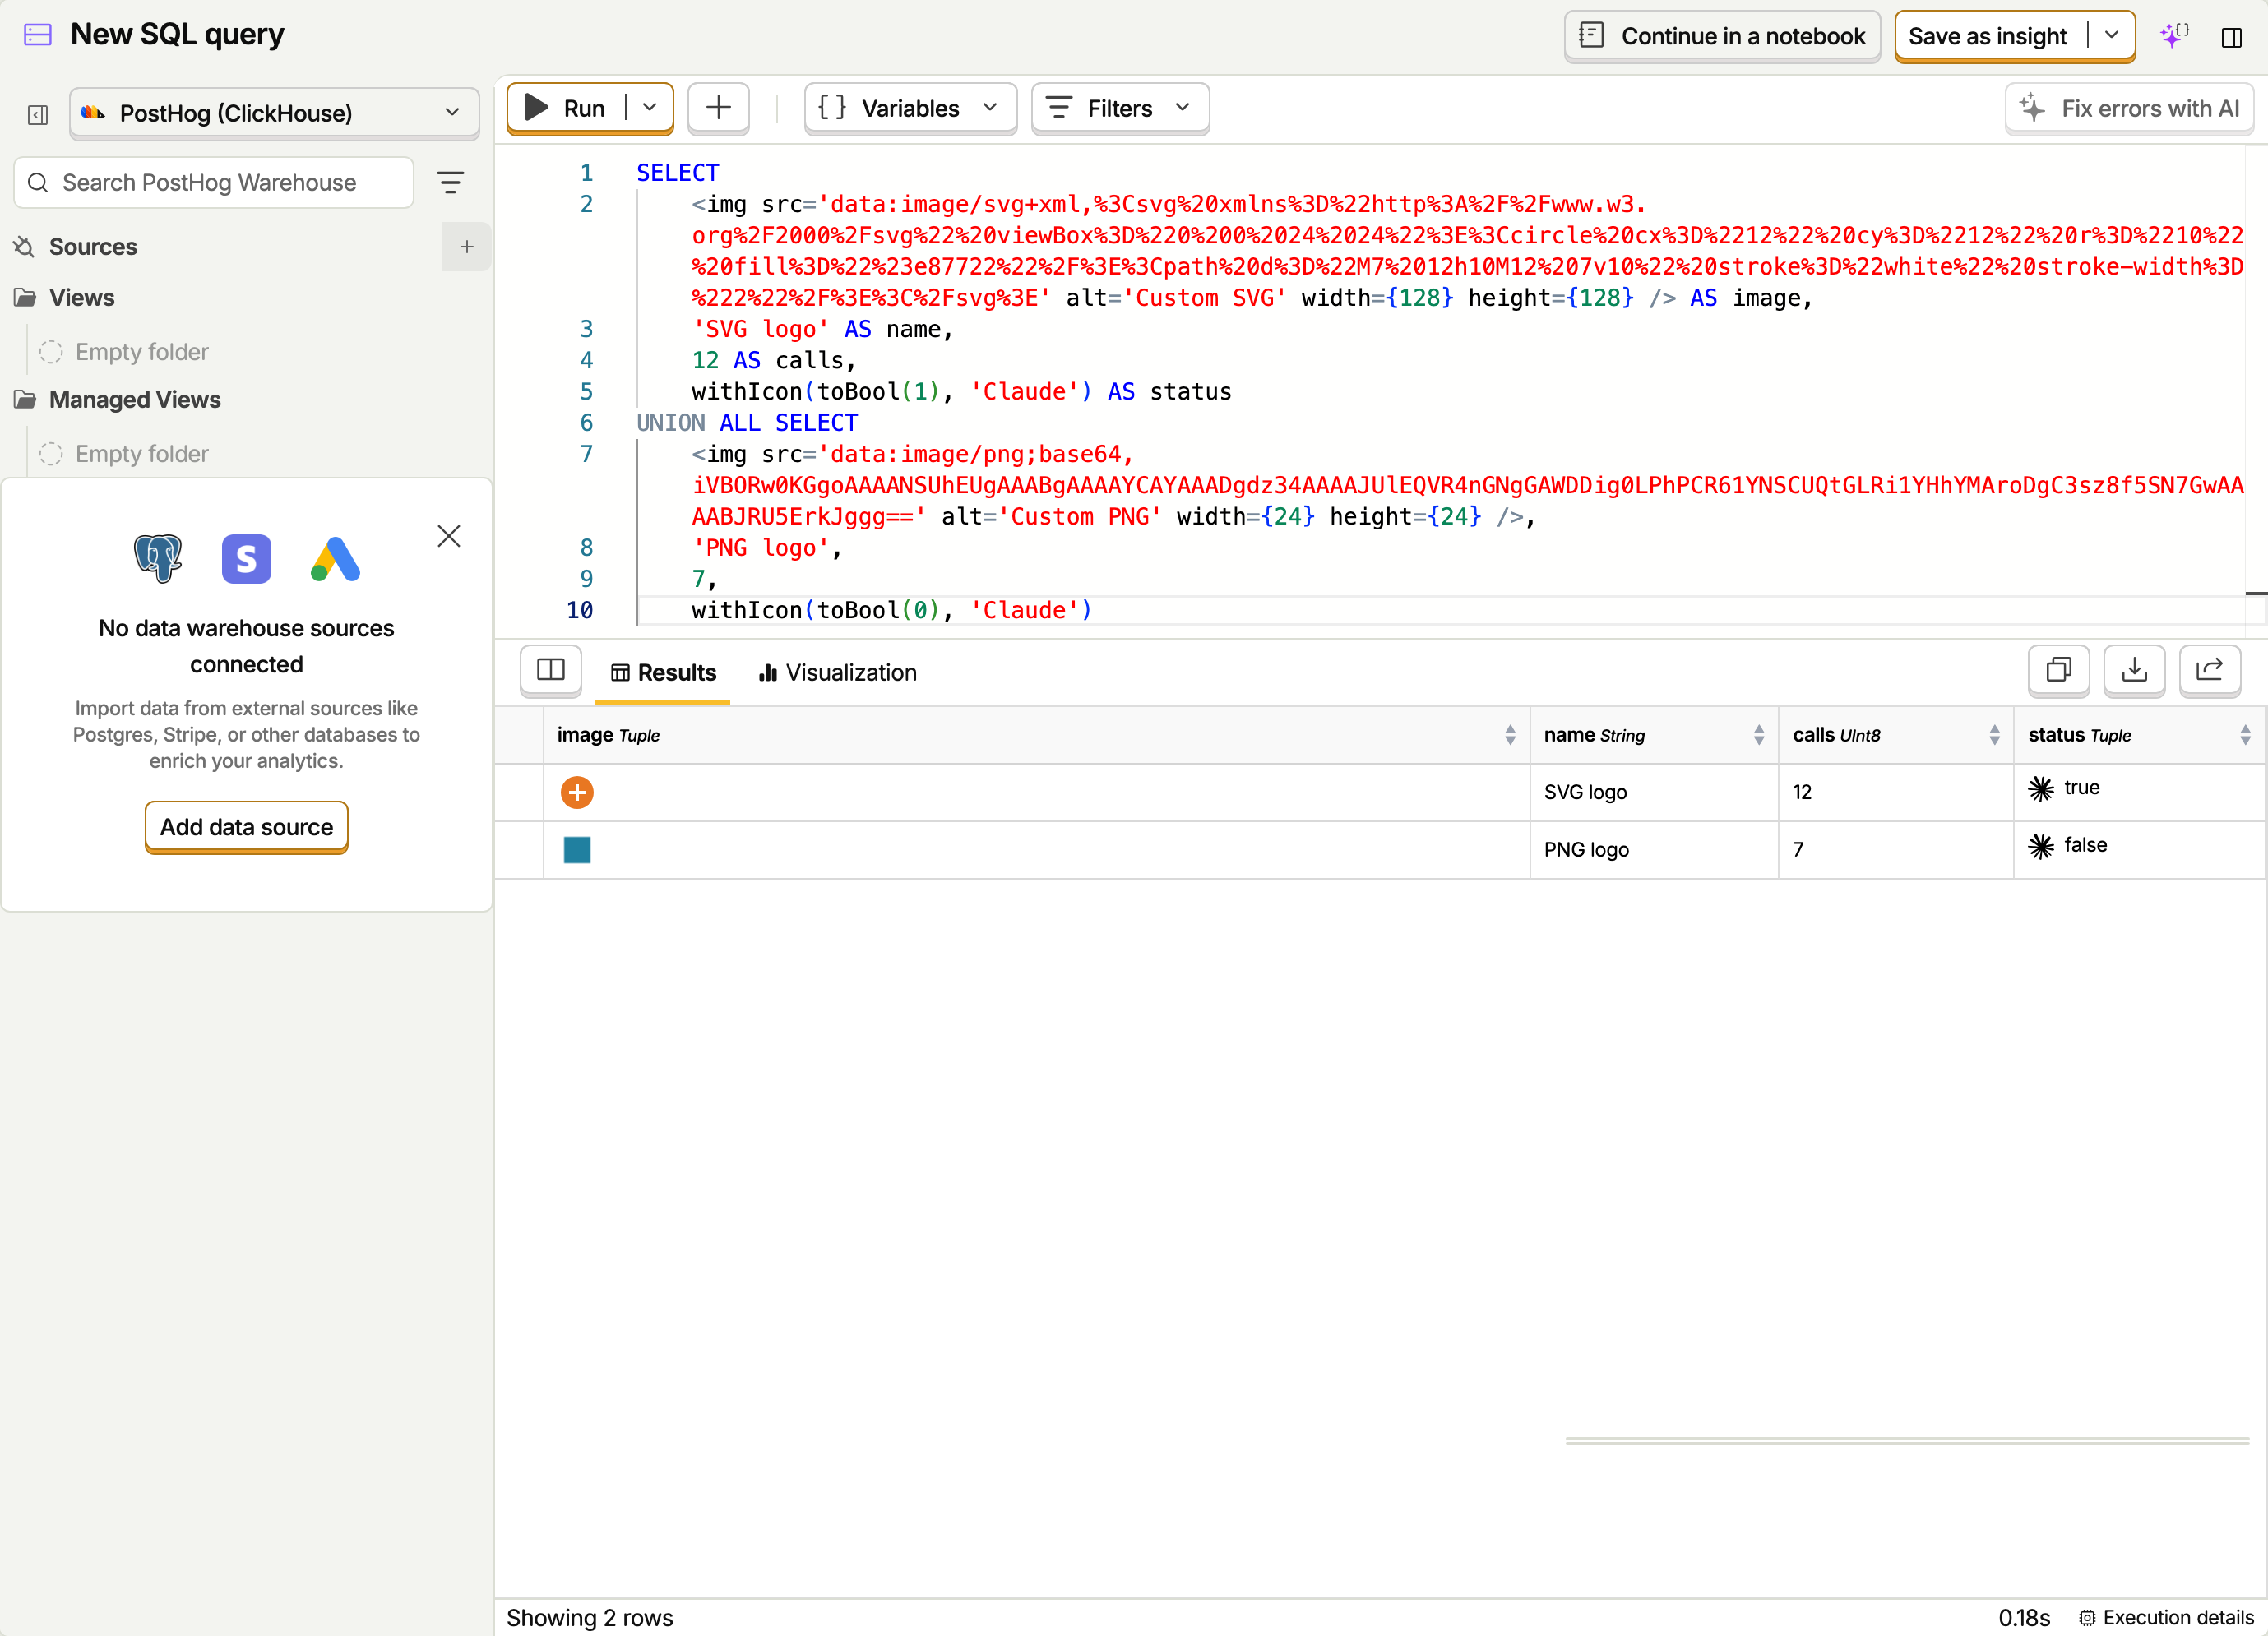 New SQL query
Continue in a notebook
Save as insight
PostHog (ClickHouse)
Run
Variables
Filters
Fix errors with AI
Search PostHog Warehouse
Sources
Views
Empty folder
Managed Views
Empty folder
No data warehouse sources
connected
Import data from external sources like
Postgres, Stripe, or other databases to
enrich your analytics.
Add data source
1 SELECT
2 <img src='data:image/svg+xml,%3Csvg%20xmlns%3D%22http%3A%2F%2Fwww.w3.
org%2F2000%2Fsvg%22%20viewBox%3D%220%200%2024%2024%22%3E%3Ccircle%20cx%3D%2212%22%20cy%3D%2212%22%20r%3D%2210%22
%20fill%3D%22%23e87722%22%2F%3E%3Cpath%20d%3D%22M7%2012h10M12%207v10%22%20stroke%3D%22white%22%20stroke-width%3D
%222%22%2F%3E%3C%2Fsvg%3E' alt='Custom SVG' width={128} height={128} /> AS image,
3 'SVG logo' AS name,
4 12 AS calls,
5 withIcon(toBool(1), 'Claude') AS status
6 UNION ALL SELECT
7 <img src='data:image/png;base64,
iVBORw0KGgoAAAANSUhEUgAAABgAAAAYCAYAAADgdz34AAAAJUlEQVR4nGNgGAWDDig0LPhPCR61YNSCUQtGLRi1YHhYMAroDgC3sz8f5SN7GwAA
AABJRU5ErkJggg==' alt='Custom PNG' width={24} height={24} />,
8 'PNG logo',
9 7,
10 withIcon(toBool(0), 'Claude')
Results
Visualization
image Tuple
name String
calls UInt8
status Tuple
SVG logo
12
true
PNG logo
7
false
Showing 2 rows
0.18s
Execution details